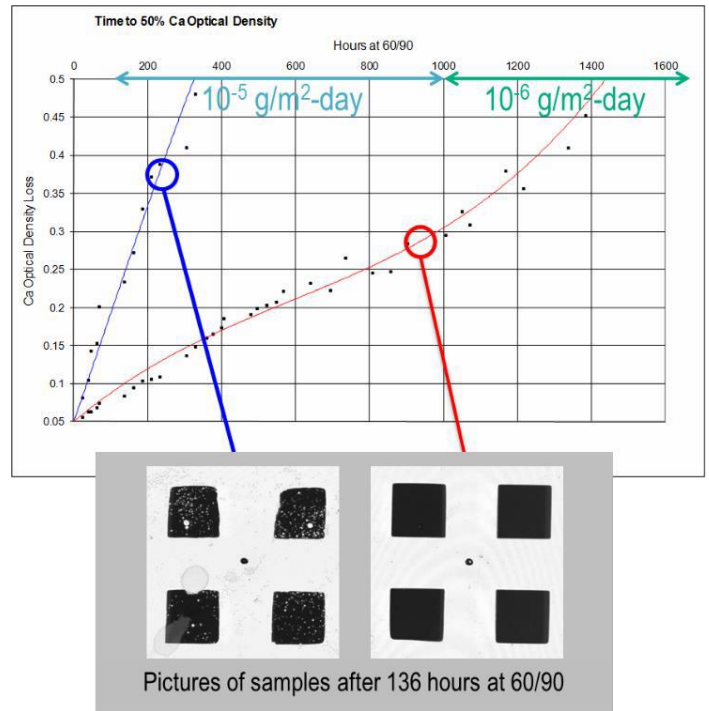 Time to 50% Ca Optical Density
Hours at 60/90
0 200 400 600 800 1000 1200 1400 1600
10⁻⁵ g/m²-day 10⁻⁶ g/m²-day
Ca Optical Density Loss
0.5
0.45
0.4
0.35
0.3
0.25
0.2
0.15
0.1
0.05
Pictures of samples after 136 hours at 60/90